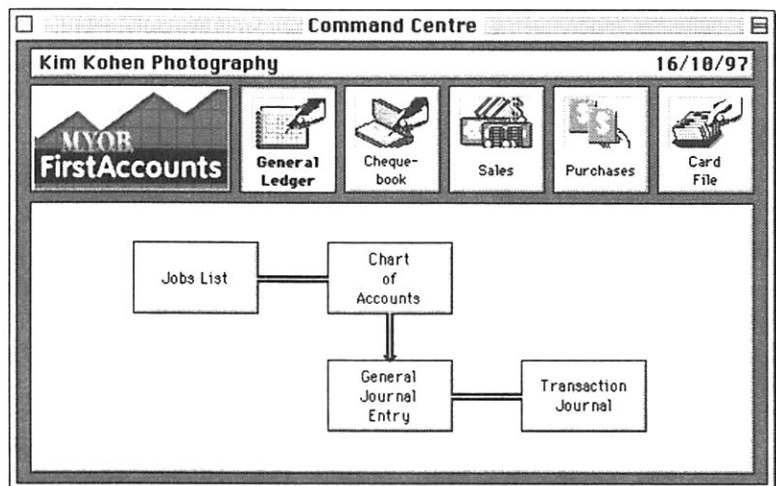 Command Centre
Kim Kohen Photography 16/10/97
MYOB
FirstAccounts
General
Ledger
Cheque-
book
Sales
Purchases
Card
File
Jobs List
Chart
of
Accounts
General
Journal
Entry
Transaction
Journal